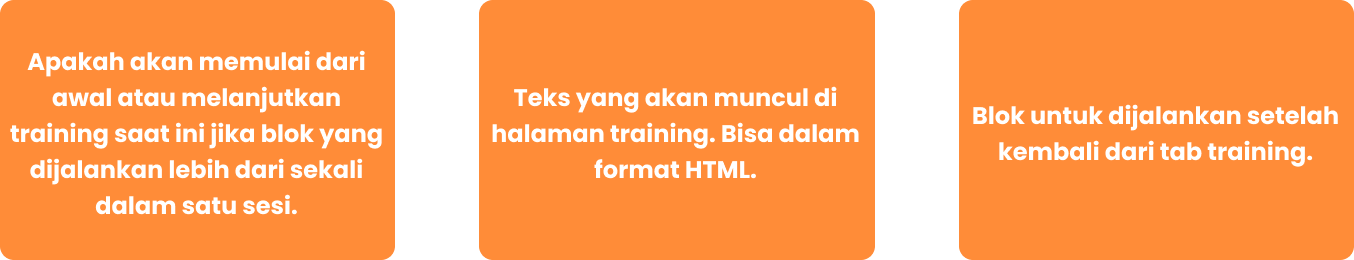 Apakah akan memulai dari
awal atau melanjutkan
training saat ini jika blok yang
dijalankan lebih dari sekali
dalam satu sesi.
Teks yang akan muncul di
halaman training. Bisa dalam
format HTML.
Blok untuk dijalankan setelah
kembali dari tab training.